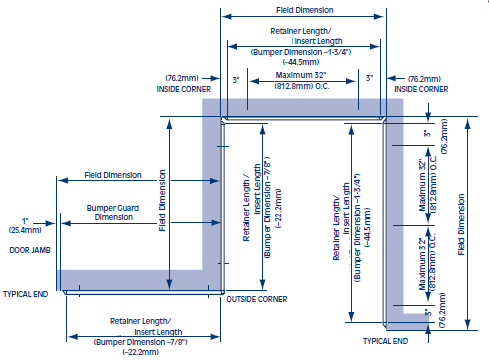 Field Dimension
Retainer Length/
Insert Length
(Bumper Dimension -1-3/4")
(-44.5mm)
(76.2mm)
INSIDE CORNER
3"
Maximum 32"
(812.8mm) O.C.
3"
(76.2mm)
INSIDE CORNER
Field Dimension
Bumper Guard
Dimension
1"
(25.4mm)
DOOR JAMB
TYPICAL END
Field Dimension
Retainer Length/
Insert Length
(Bumper Dimension -7/8")
(-22.2mm)
OUTSIDE CORNER
Retainer Length/
Insert Length
(Bumper Dimension -7/8")
(-22.2mm)
Retainer Length/
Insert Length
(Bumper Dimension -1-3/4")
(-44.5mm)
3"
(76.2mm)
Maximum 32"
(812.8mm) O.C.
Maximum 32"
(812.8mm) O.C.
3"
(76.2mm)
Field Dimension
TYPICAL END